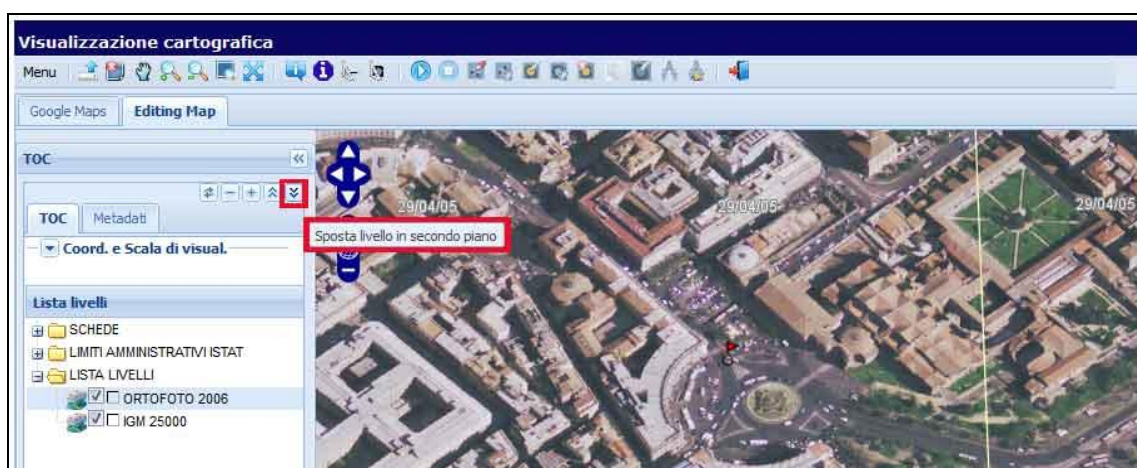 Visualizzazione cartografica
Menu
Google Maps Editing Map
TOC
TOC Metadati
Coord. e Scala di visual.
Sposta livello in secondo piano
29/04/05 29/04/05 29/04/05
Lista livelli
SCHEDE
LIMITI AMMINISTRATIVI ISTAT
LISTA LIVELLI
ORTOFOTO 2006
IGM 25000